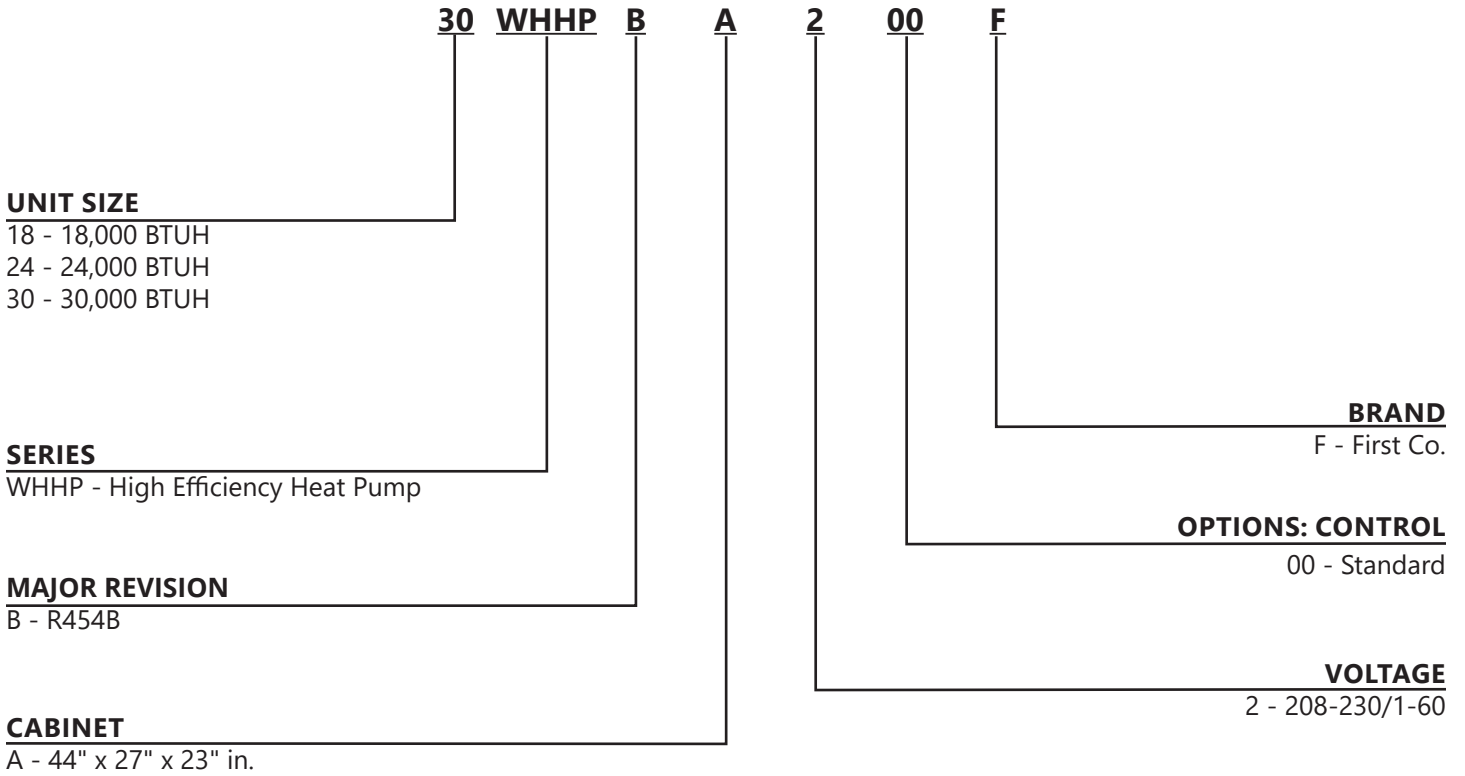 30 WHHP B A 2 00 F
UNIT SIZE
18 - 18,000 BTUH
24 - 24,000 BTUH
30 - 30,000 BTUH
SERIES
WHHP - High Efficiency Heat Pump
MAJOR REVISION
B - R454B
CABINET
A - 44" x 27" x 23" in.
BRAND
F - First Co.
OPTIONS: CONTROL
00 - Standard
VOLTAGE
2 - 208-230/1-60